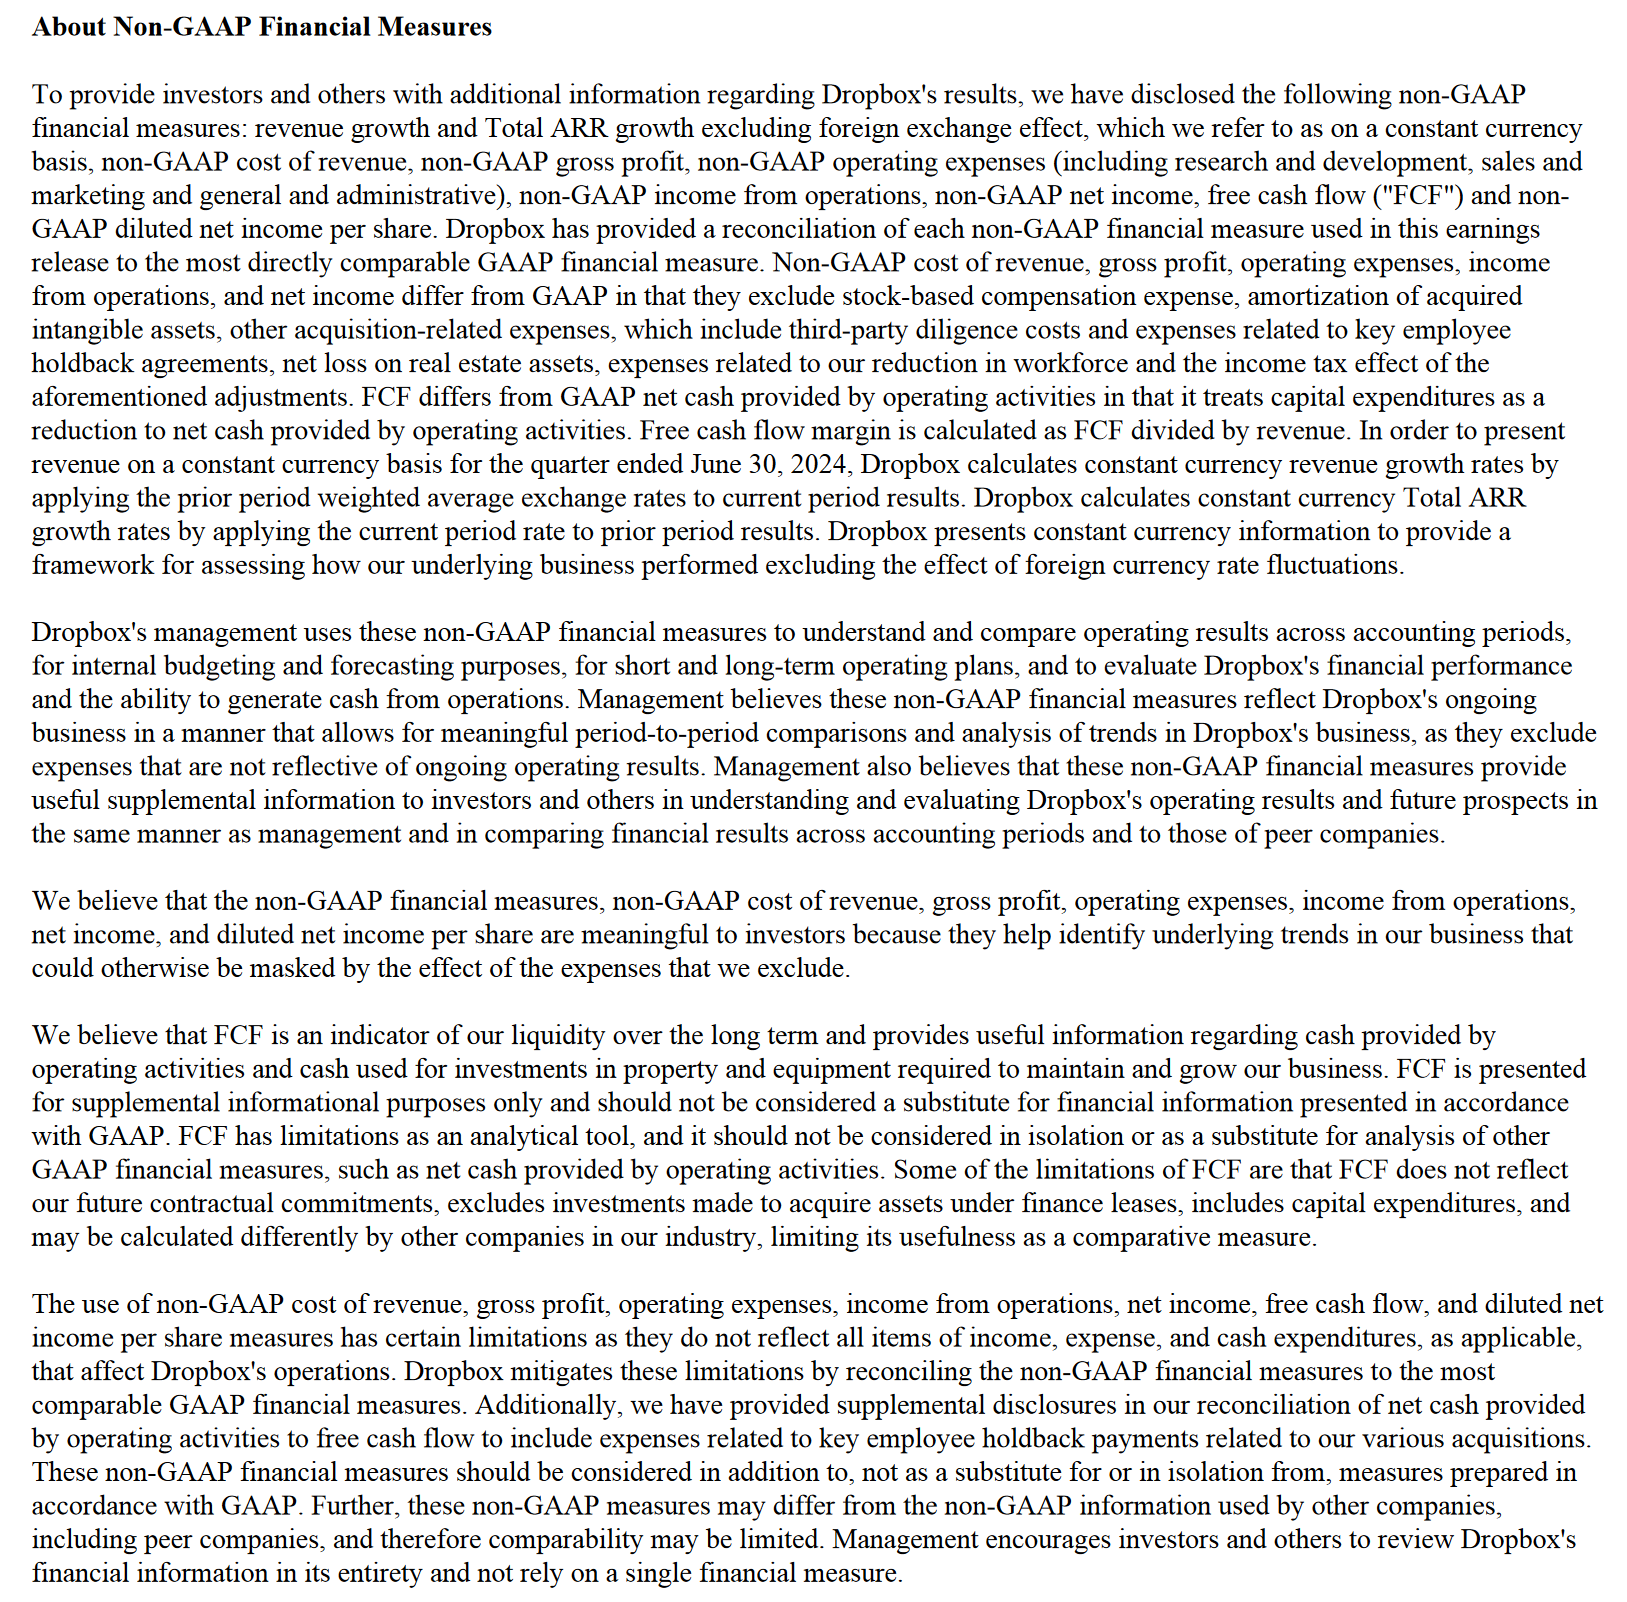 About Non-GAAP Financial Measures
To provide investors and others with additional information regarding Dropbox's results, we have disclosed the following non-GAAP
financial measures: revenue growth and Total ARR growth excluding foreign exchange effect, which we refer to as on a constant currency
basis, non-GAAP cost of revenue, non-GAAP gross profit, non-GAAP operating expenses (including research and development, sales and
marketing and general and administrative), non-GAAP income from operations, non-GAAP net income, free cash flow ("FCF") and non-
GAAP diluted net income per share. Dropbox has provided a reconciliation of each non-GAAP financial measure used in this earnings
release to the most directly comparable GAAP financial measure. Non-GAAP cost of revenue, gross profit, operating expenses, income
from operations, and net income differ from GAAP in that they exclude stock-based compensation expense, amortization of acquired
intangible assets, other acquisition-related expenses, which include third-party diligence costs and expenses related to key employee
holdback agreements, net loss on real estate assets, expenses related to our reduction in workforce and the income tax effect of the
aforementioned adjustments. FCF differs from GAAP net cash provided by operating activities in that it treats capital expenditures as a
reduction to net cash provided by operating activities. Free cash flow margin is calculated as FCF divided by revenue. In order to present
revenue on a constant currency basis for the quarter ended June 30, 2024, Dropbox calculates constant currency revenue growth rates by
applying the prior period weighted average exchange rates to current period results. Dropbox calculates constant currency Total ARR
growth rates by applying the current period rate to prior period results. Dropbox presents constant currency information to provide a
framework for assessing how our underlying business performed excluding the effect of foreign currency rate fluctuations.
Dropbox's management uses these non-GAAP financial measures to understand and compare operating results across accounting periods,
for internal budgeting and forecasting purposes, for short and long-term operating plans, and to evaluate Dropbox's financial performance
and the ability to generate cash from operations. Management believes these non-GAAP financial measures reflect Dropbox's ongoing
business in a manner that allows for meaningful period-to-period comparisons and analysis of trends in Dropbox's business, as they exclude
expenses that are not reflective of ongoing operating results. Management also believes that these non-GAAP financial measures provide
useful supplemental information to investors and others in understanding and evaluating Dropbox's operating results and future prospects in
the same manner as management and in comparing financial results across accounting periods and to those of peer companies.
We believe that the non-GAAP financial measures, non-GAAP cost of revenue, gross profit, operating expenses, income from operations,
net income, and diluted net income per share are meaningful to investors because they help identify underlying trends in our business that
could otherwise be masked by the effect of the expenses that we exclude.
We believe that FCF is an indicator of our liquidity over the long term and provides useful information regarding cash provided by
operating activities and cash used for investments in property and equipment required to maintain and grow our business. FCF is presented
for supplemental informational purposes only and should not be considered a substitute for financial information presented in accordance
with GAAP. FCF has limitations as an analytical tool, and it should not be considered in isolation or as a substitute for analysis of other
GAAP financial measures, such as net cash provided by operating activities. Some of the limitations of FCF are that FCF does not reflect
our future contractual commitments, excludes investments made to acquire assets under finance leases, includes capital expenditures, and
may be calculated differently by other companies in our industry, limiting its usefulness as a comparative measure.
The use of non-GAAP cost of revenue, gross profit, operating expenses, income from operations, net income, free cash flow, and diluted net
income per share measures has certain limitations as they do not reflect all items of income, expense, and cash expenditures, as applicable,
that affect Dropbox's operations. Dropbox mitigates these limitations by reconciling the non-GAAP financial measures to the most
comparable GAAP financial measures. Additionally, we have provided supplemental disclosures in our reconciliation of net cash provided
by operating activities to free cash flow to include expenses related to key employee holdback payments related to our various acquisitions.
These non-GAAP financial measures should be considered in addition to, not as a substitute for or in isolation from, measures prepared in
accordance with GAAP. Further, these non-GAAP measures may differ from the non-GAAP information used by other companies,
including peer companies, and therefore comparability may be limited. Management encourages investors and others to review Dropbox's
financial information in its entirety and not rely on a single financial measure.